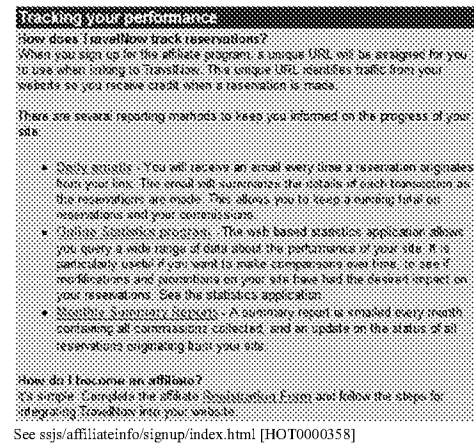 Tracking your performance
How does TravelNow track reservations?
When you sign up for the affiliate program, a unique URL will be assigned for you
to use when linking to TravelNow. This unique URL identifies traffic from your
website so you receive credit when a reservation is made.
There are several reporting methods to keep you informed on the progress of your
site:
• Daily emails - You will receive an email every time a reservation originates
from your link. The email will summarize the details of each transaction as
the reservations are made. This allows you to keep a running total on
reservations and your commissions.
• Online Statistics program - The web based statistics application allows
you query a wide range of data about the performance of your site. It is
particularly useful if you want to make comparisons over time, to see if
modifications and promotions on your site have had the desired impact on
your reservations. See the statistics application.
• Monthly Summary Reports - A summary report is emailed every month
containing all commissions collected, and an update on the status of all
reservations originating from your site.
How do I become an affiliate?
It's simple. Complete the affiliate Registration Form and follow the steps for
integrating TravelNow into your website.
See ssjs/affiliateinfo/signup/index.html [HOT0000358]